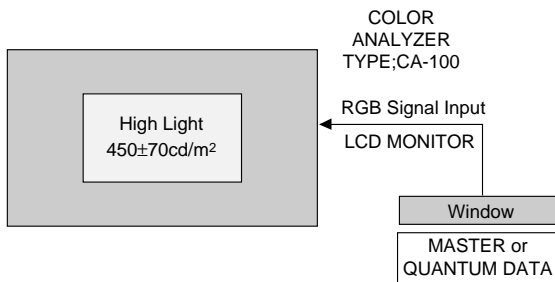 COLOR
ANALYZER
TYPE;CA-100
High Light
450±70cd/m²
RGB Signal Input
LCD MONITOR
Window
MASTER or
QUANTUM DATA